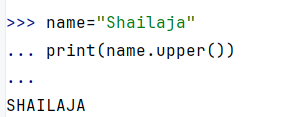 >>> name="Shailaja"
... print(name.upper())
...
SHAILAJA